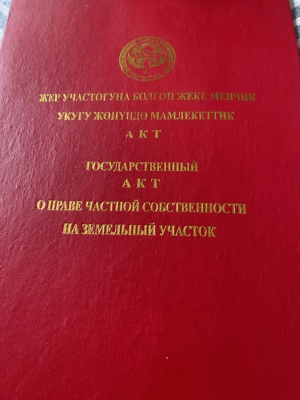 ЖЕР УЧАСТОГУНА БОЛГОН ЖЕКЕ МЕНЧИК
УКУГУ ЖӨНҮНДӨ МАМЛЕКЕТТИК
АКТ
ГОСУДАРСТВЕННЫЙ
АКТ
О ПРАВЕ ЧАСТНОЙ СОБСТВЕННОСТИ
НА ЗЕМЕЛЬНЫЙ УЧАСТОК